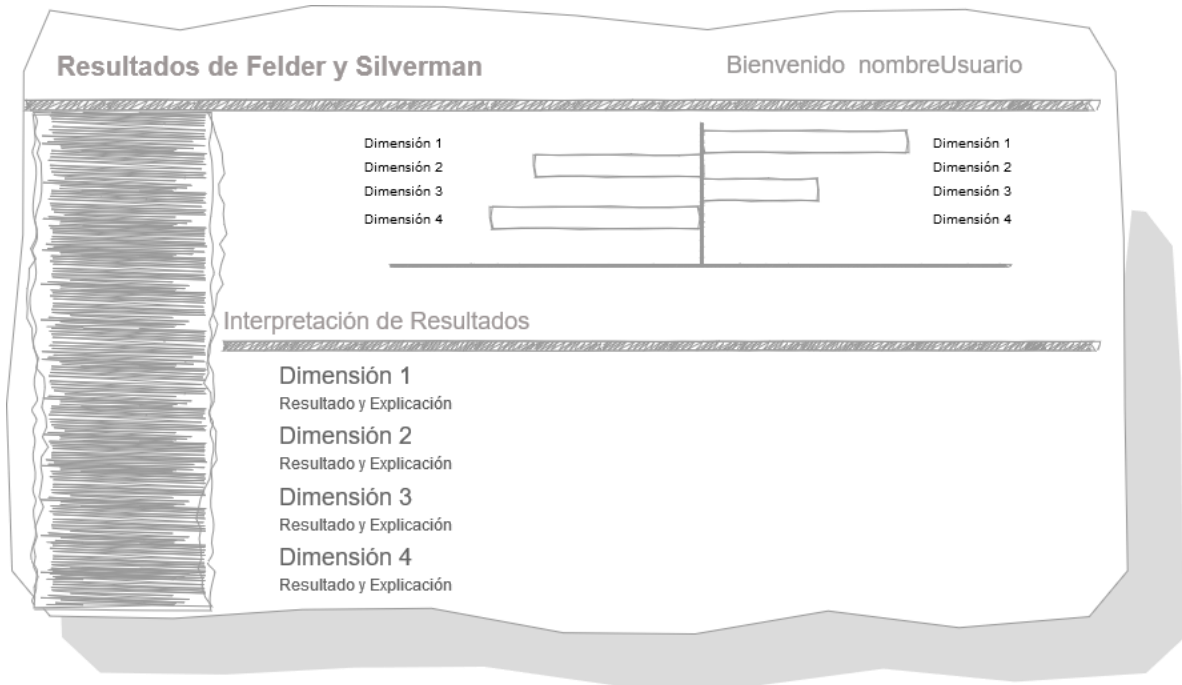 Resultados de Felder y Silverman
Bienvenido nombreUsuario
Dimensión 1
Dimensión 1
Dimensión 2
Dimensión 2
Dimensión 3
Dimensión 3
Dimensión 4
Dimensión 4
Interpretación de Resultados
Dimensión 1
Resultado y Explicación
Dimensión 2
Resultado y Explicación
Dimensión 3
Resultado y Explicación
Dimensión 4
Resultado y Explicación